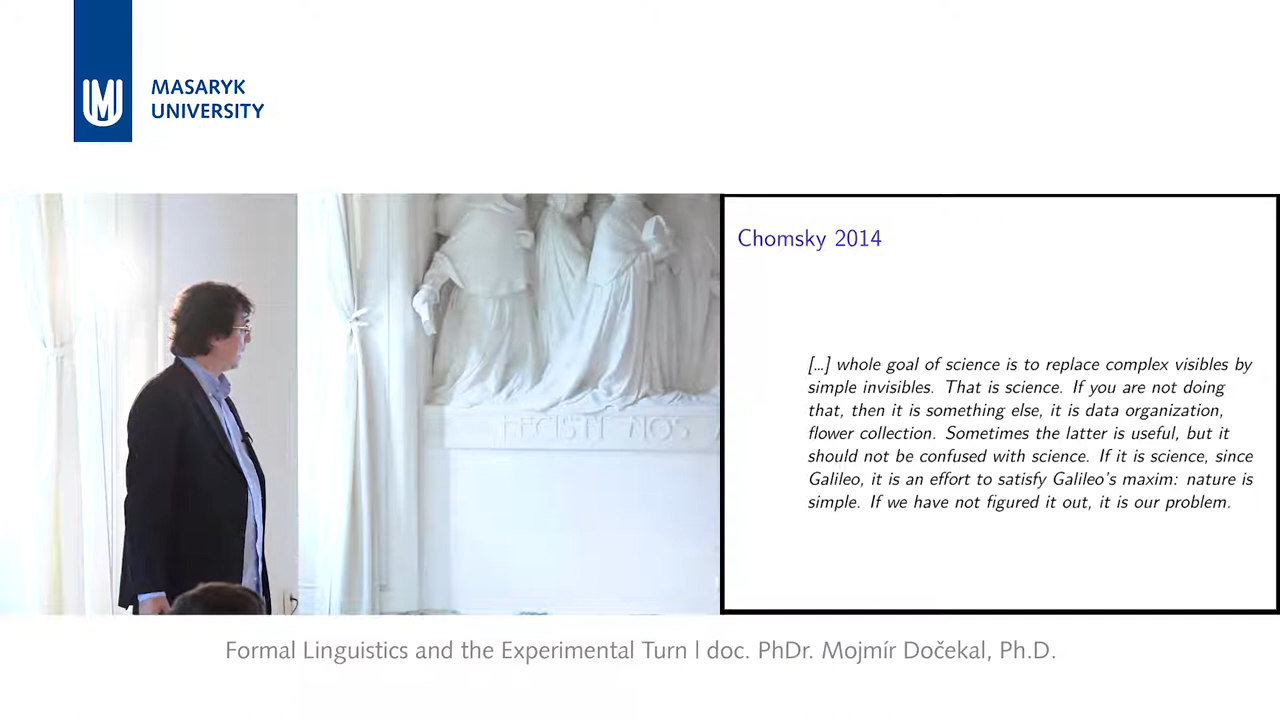 MASARYK
UNIVERSITY
Chomsky 2014
[...] whole goal of science is to replace complex visibles by
simple invisibles. That is science. If you are not doing
that, then it is something else, it is data organization,
flower collection. Sometimes the latter is useful, but it
should not be confused with science. If it is science, since
Galileo, it is an effort to satisfy Galileo's maxim: nature is
simple. If we have not figured it out, it is our problem.
FECISTI NOS
Formal Linguistics and the Experimental Turn | doc. PhDr. Mojmír Dočekal, Ph.D.